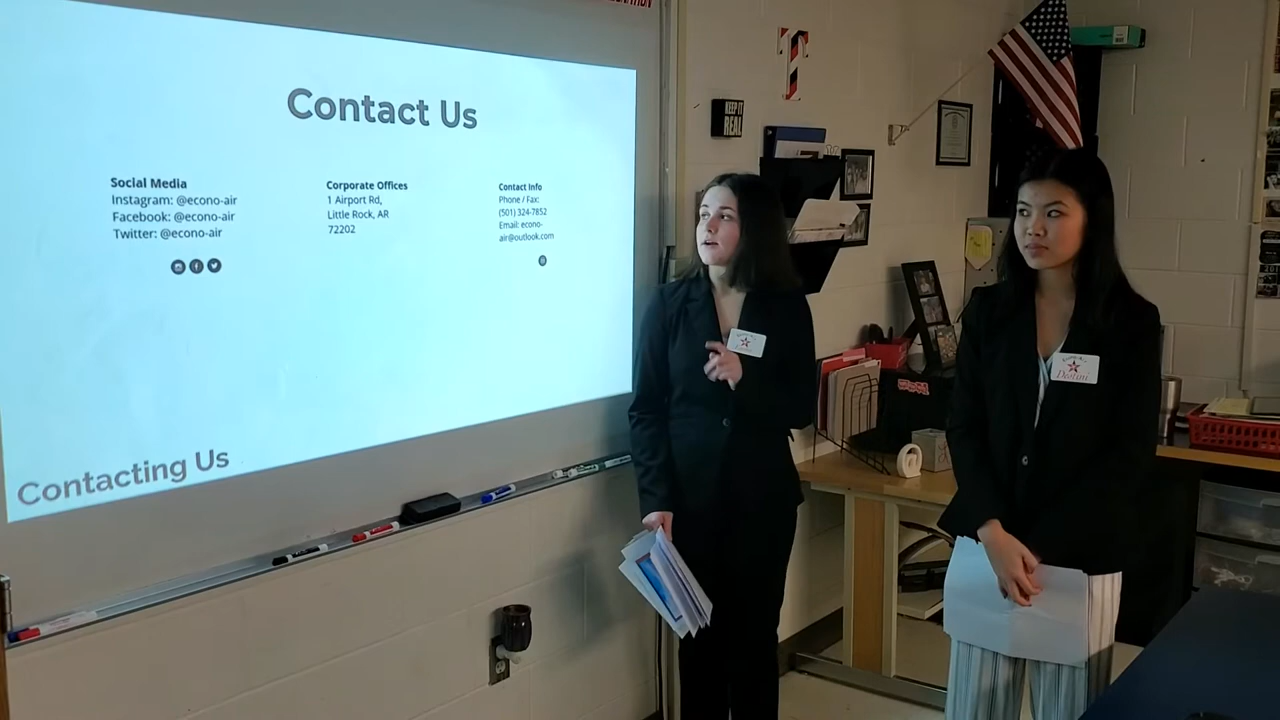 Contact Us
Social Media
Instagram: @econo-air
Facebook: @econo-air
Twitter: @econo-air
Corporate Offices
1 Airport Rd,
Little Rock, AR
72202
Contact Info
Phone / Fax:
(501) 324-7852
Email: econo-
air@outlook.com
Contacting Us
KEEP IT
REAL
T
Destini